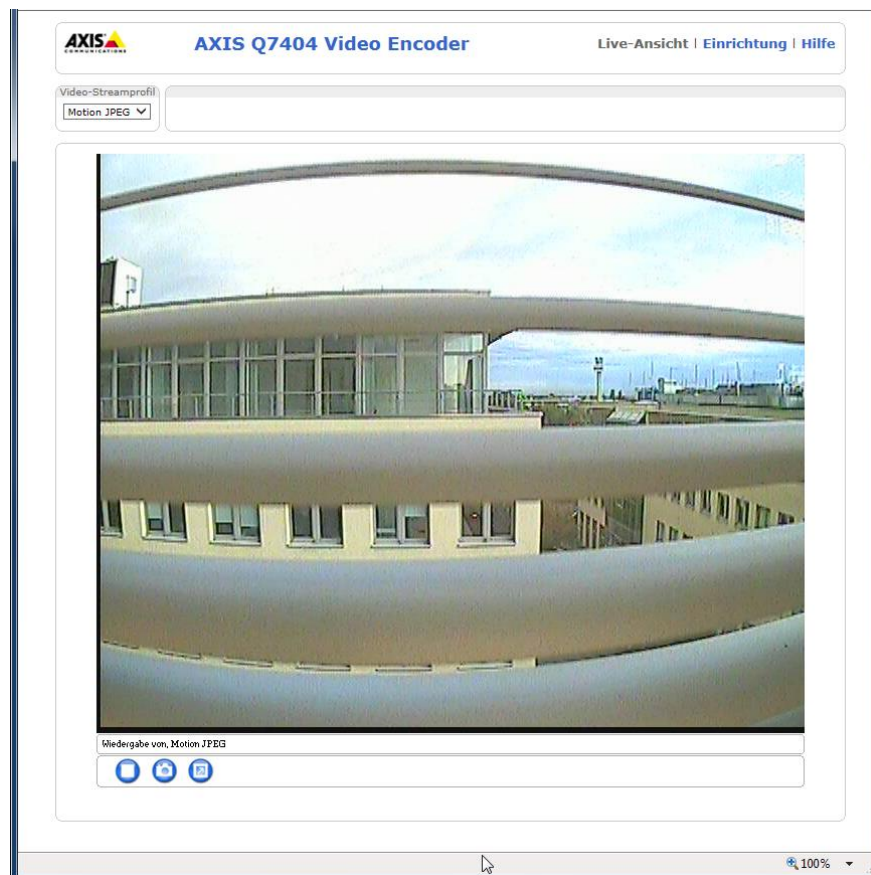 AXIS
COMMUNICATIONS
AXIS Q7404 Video Encoder
Live-Ansicht | Einrichtung | Hilfe
Video-Streamprofil
Motion JPEG
Wiedergabe von, Motion JPEG
100%